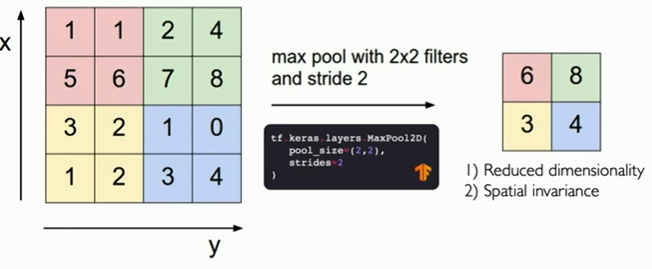 x
1 1 2 4
5 6 7 8
3 2 1 0
1 2 3 4
y
max pool with 2x2 filters
and stride 2
tf.keras.layers.MaxPool2D(
pool_size=(2,2),
strides=2
)
6 8
3 4
1) Reduced dimensionality
2) Spatial invariance